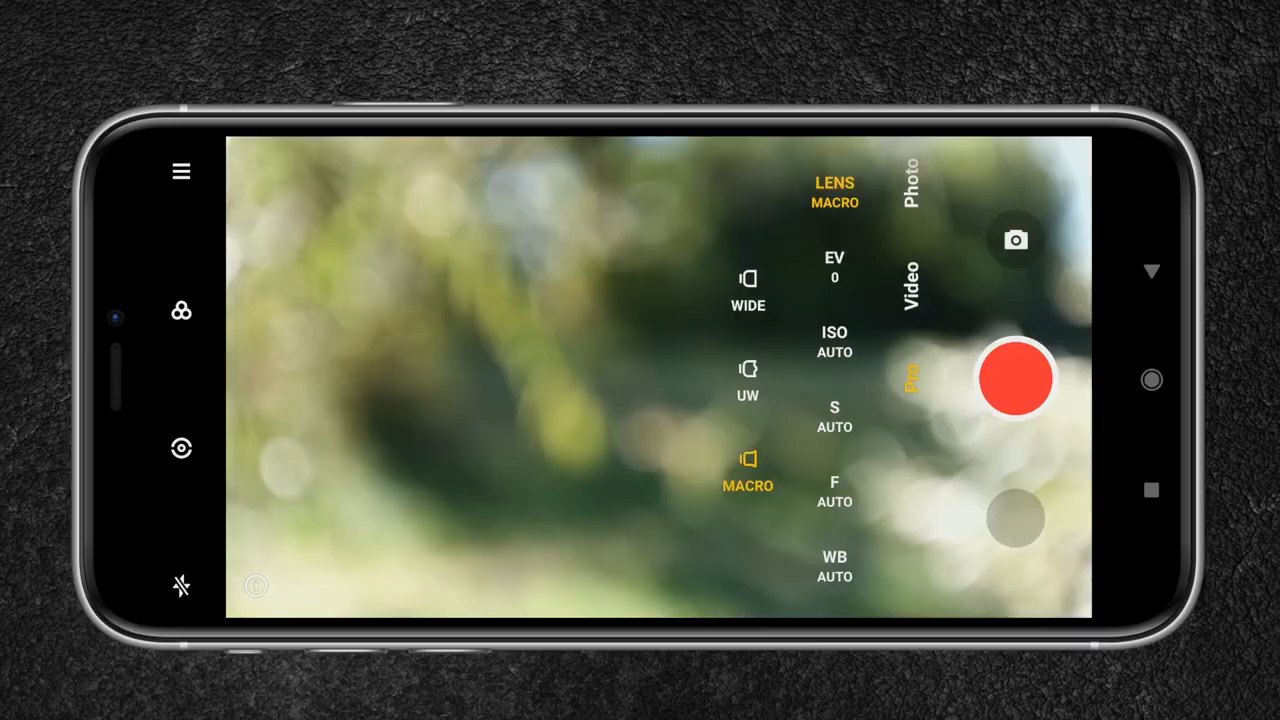 LENS
MACRO
EV
0
ISO
AUTO
S
AUTO
F
AUTO
WB
AUTO
WIDE
UW
MACRO
Photo
Video
Pro